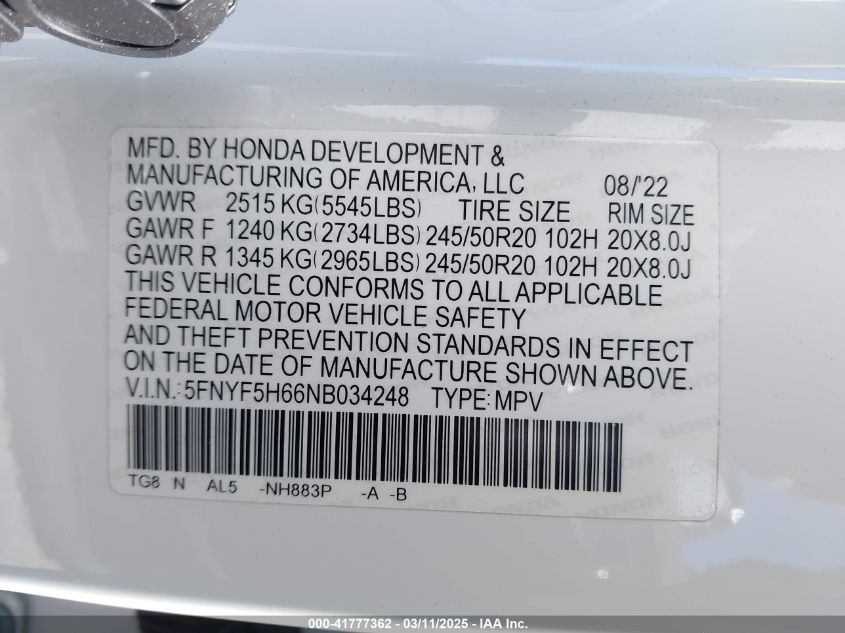 MFD. BY HONDA DEVELOPMENT &
MANUFACTURING OF AMERICA, LLC 08/'22
GVWR 2515 KG(5545LBS) TIRE SIZE RIM SIZE
GAWR F 1240 KG(2734LBS) 245/50R20 102H 20X8.0J
GAWR R 1345 KG(2965LBS) 245/50R20 102H 20X8.0J
THIS VEHICLE CONFORMS TO ALL APPLICABLE
FEDERAL MOTOR VEHICLE SAFETY
AND THEFT PREVENTION STANDARDS IN EFFECT
ON THE DATE OF MANUFACTURE SHOWN ABOVE.
V.I.N.:5FNYF5H66NB034248 TYPE:MPV
TG8 N AL5 -NH883P -A -B
000-41777362 - 03/11/2025 - IAA Inc.